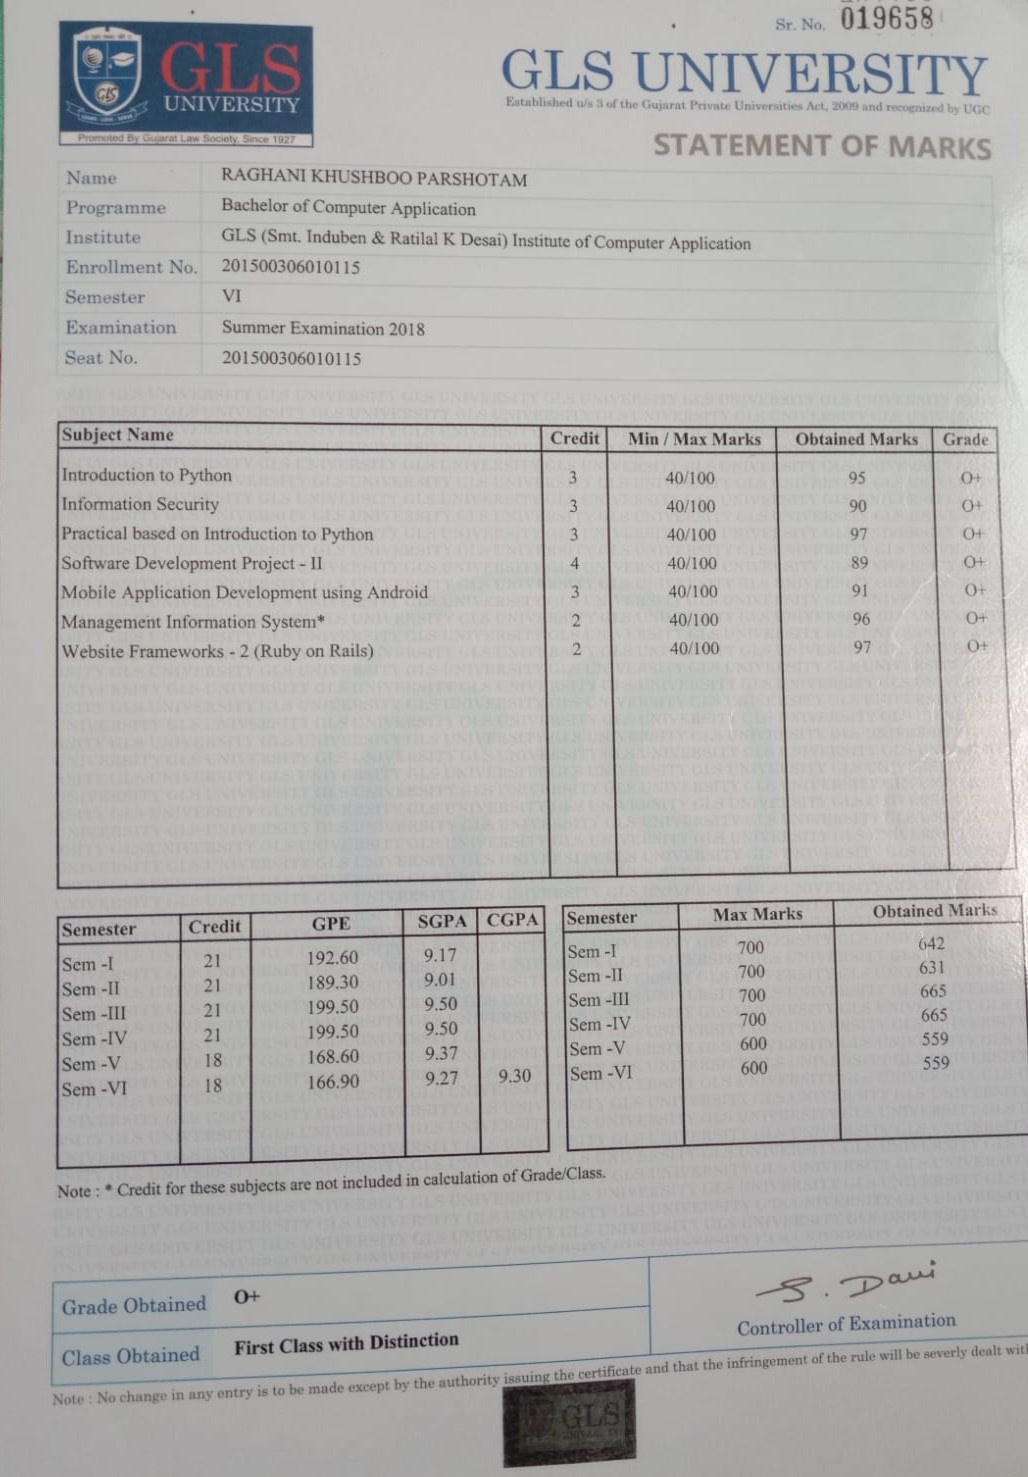 Sr. No. 019658
GLS
UNIVERSITY
Promoted By Gujarat Law Society, Since 1927
GLS UNIVERSITY
Established u/s 3 of the Gujarat Private Universities Act, 2009 and recognized by UGC
STATEMENT OF MARKS
Name RAGHANI KHUSHBOO PARSHOTAM
Programme Bachelor of Computer Application
Institute GLS (Smt. Induben & Ratilal K Desai) Institute of Computer Application
Enrollment No. 201500306010115
Semester VI
Examination Summer Examination 2018
Seat No. 201500306010115
Subject Name Credit Min / Max Marks Obtained Marks Grade
Introduction to Python 3 40/100 95 O+
Information Security 3 40/100 90 O+
Practical based on Introduction to Python 3 40/100 97 O+
Software Development Project - II 4 40/100 89 O+
Mobile Application Development using Android 3 40/100 91 O+
Management Information System* 2 40/100 96 O+
Website Frameworks - 2 (Ruby on Rails) 2 40/100 97 O+
Semester Credit GPE SGPA CGPA
Sem -I 21 192.60 9.17
Sem -II 21 189.30 9.01
Sem -III 21 199.50 9.50
Sem -IV 21 199.50 9.50
Sem -V 18 168.60 9.37
Sem -VI 18 166.90 9.27 9.30
Semester Max Marks Obtained Marks
Sem -I 700 642
Sem -II 700 631
Sem -III 700 665
Sem -IV 700 665
Sem -V 600 559
Sem -VI 600 559
Note : * Credit for these subjects are not included in calculation of Grade/Class.
Grade Obtained O+
Class Obtained First Class with Distinction
Controller of Examination
Note : No change in any entry is to be made except by the authority issuing the certificate and that the infringement of the rule will be severly dealt with
GLS